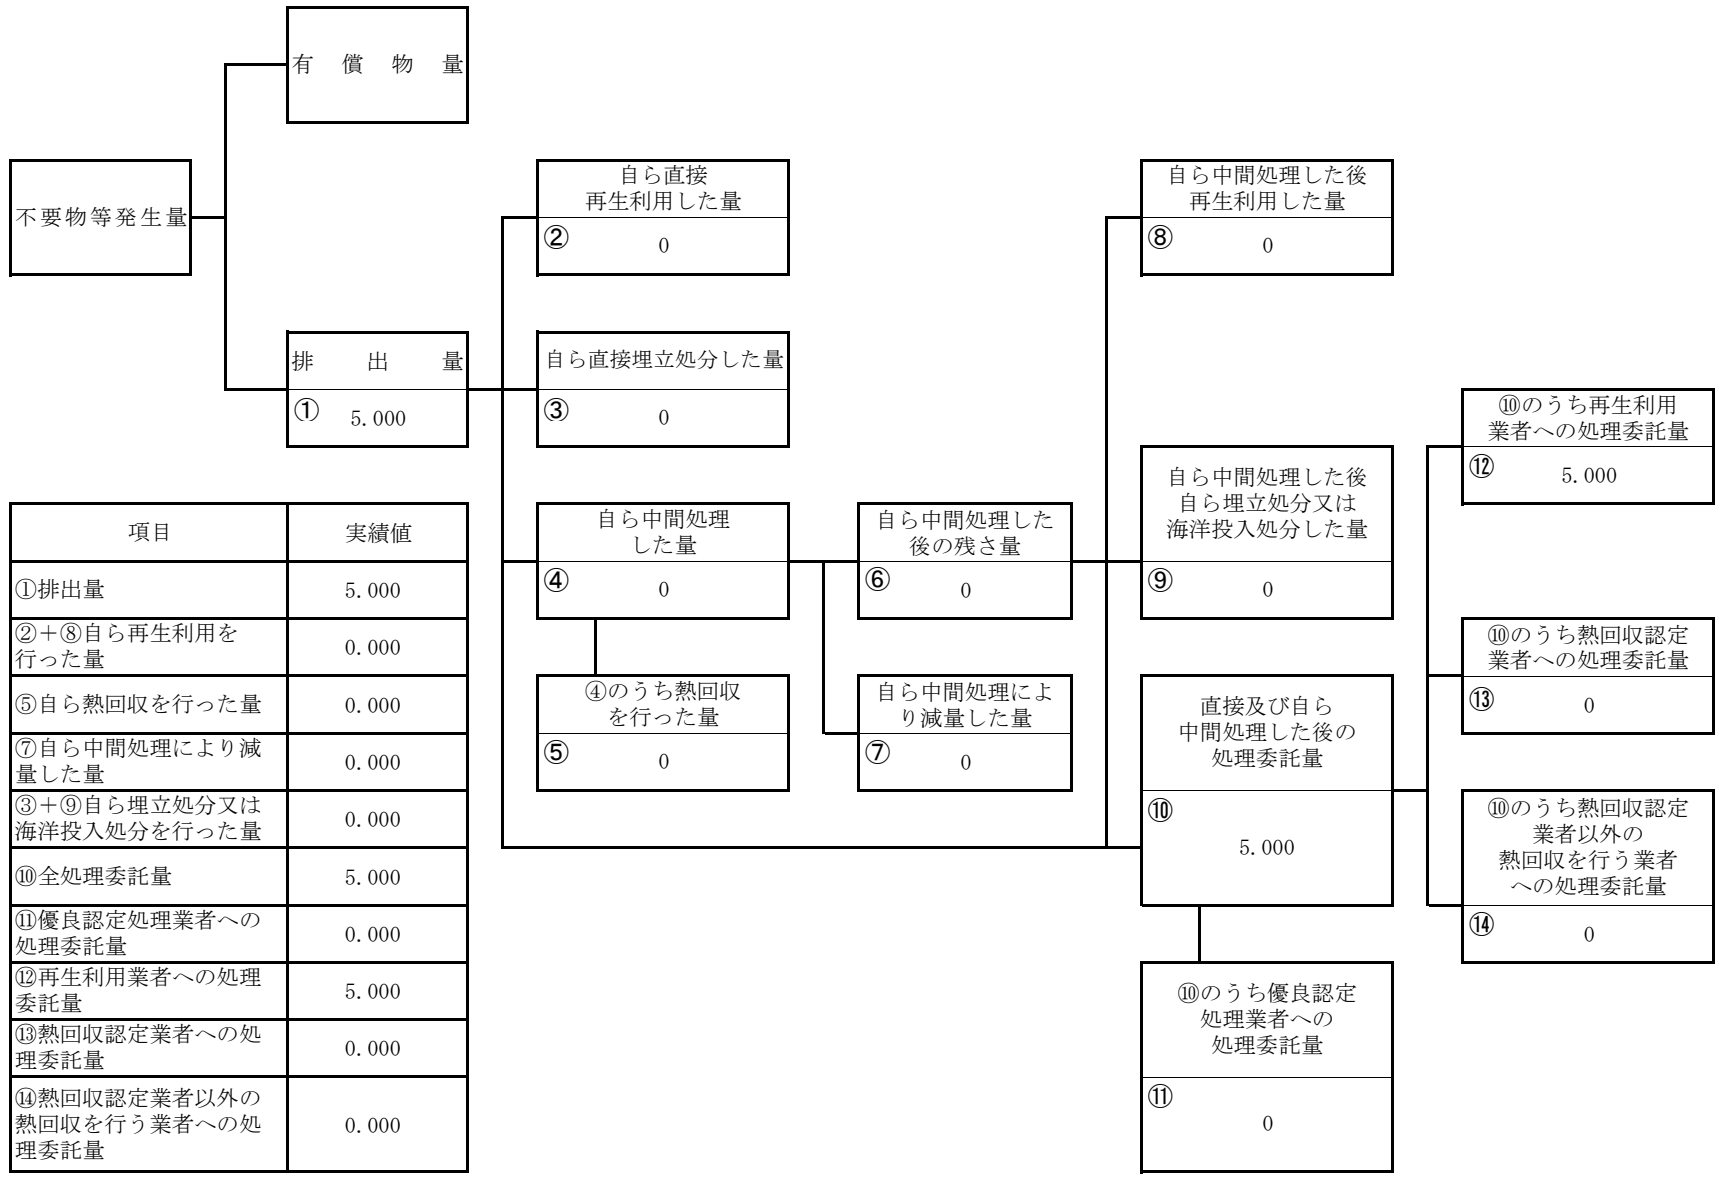 有償物量
不要物等発生量
排出量
① 5.000
自ら直接
再生利用した量
② 0
自ら直接埋立処分した量
③ 0
自ら中間処理
した量
④ 0
④のうち熱回収
を行った量
⑤ 0
自ら中間処理した
後の残さ量
⑥ 0
自ら中間処理によ
り減量した量
⑦ 0
自ら中間処理した後
再生利用した量
⑧ 0
自ら中間処理した後
自ら埋立処分又は
海洋投入処分した量
⑨ 0
直接及び自ら
中間処理した後の
処理委託量
⑩
5.000
⑩のうち優良認定
処理業者への
処理委託量
⑪
0
⑩のうち再生利用
業者への処理委託量
⑫ 5.000
⑩のうち熱回収認定
業者への処理委託量
⑬ 0
⑩のうち熱回収認定
業者以外の
熱回収を行う業者
への処理委託量
⑭ 0
項目 実績値
①排出量 5.000
②＋⑧自ら再生利用を
行った量 0.000
⑤自ら熱回収を行った量 0.000
⑦自ら中間処理により減
量した量 0.000
③＋⑨自ら埋立処分又は
海洋投入処分を行った量 0.000
⑩全処理委託量 5.000
⑪優良認定処理業者への
処理委託量 0.000
⑫再生利用業者への処理
委託量 5.000
⑬熱回収認定業者への処
理委託量 0.000
⑭熱回収認定業者以外の
熱回収を行う業者への処
理委託量 0.000